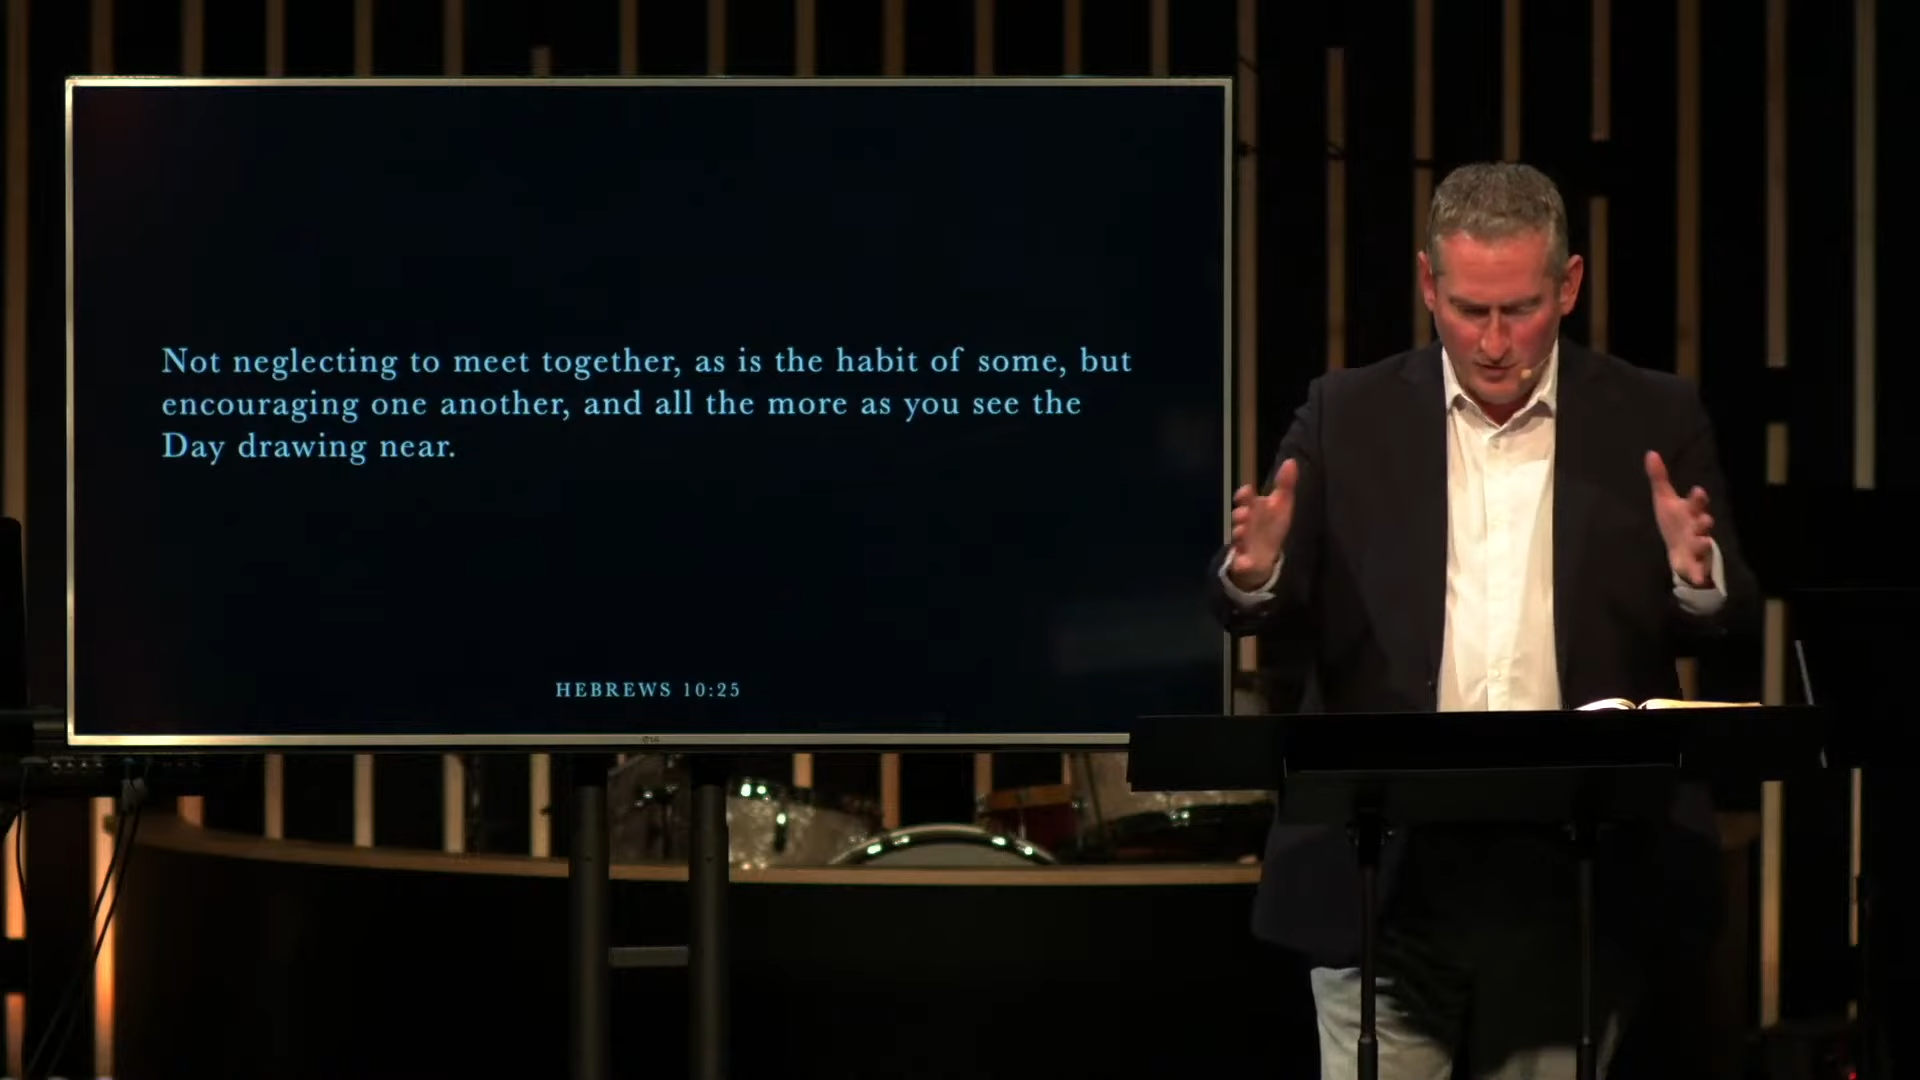 Not neglecting to meet together, as is the habit of some, but
encouraging one another, and all the more as you see the
Day drawing near.
HEBREWS 10:25
LG